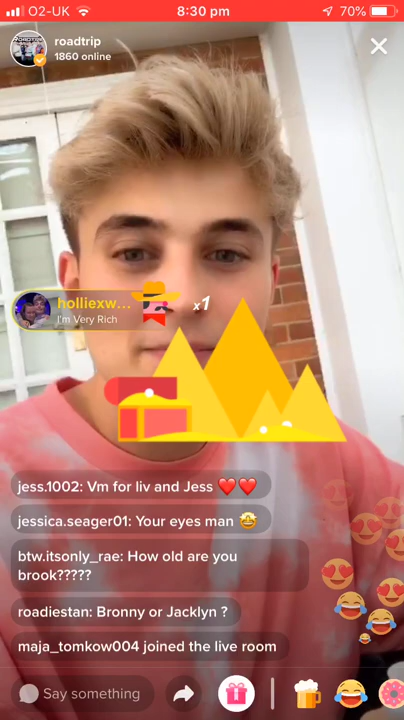 O2-UK
8:30 pm
70%
roadtrip
1860 online
holliexw...
I'm Very Rich
x1
jess.1002: Vm for liv and Jess ❤️❤️
jessica.seager01: Your eyes man 🤩
btw.itsonly_rae: How old are you
brook?????
roadiestan: Bronny or Jacklyn ?
maja_tomkow004 joined the live room
Say something